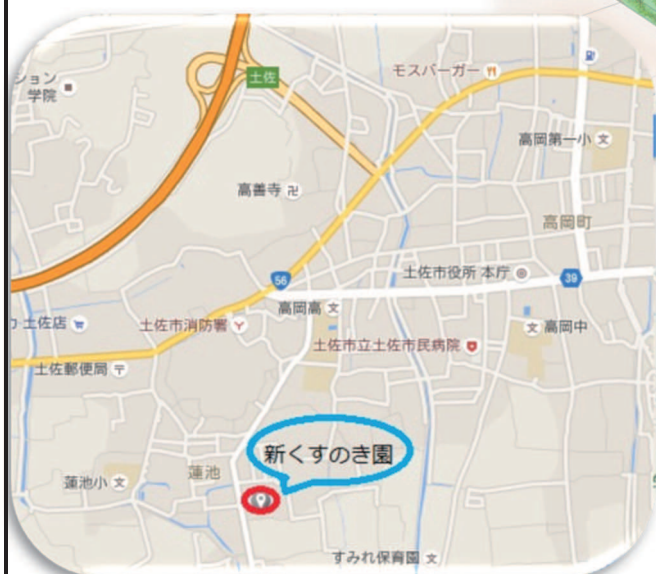 土佐
モスバーガー
ション
学院
高岡第一小
高善寺
高岡町
56
土佐市役所 本庁
39
高岡高
土佐店
土佐市消防署
高岡中
土佐市立土佐市民病院
土佐郵便局
新くすのき園
蓮池小
蓮池
すみれ保育園